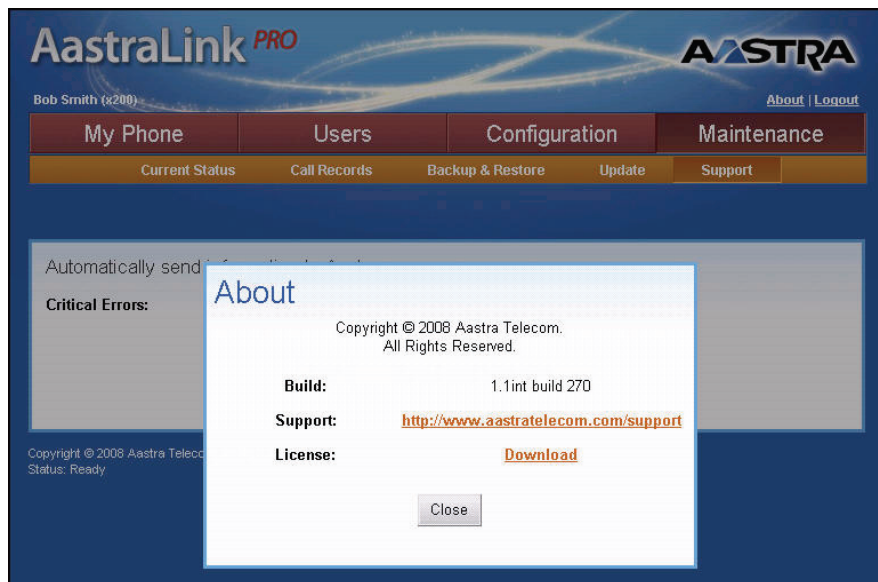 AastraLink PRO
AASTRA
Bob Smith (x200)
About | Logout
My Phone Users Configuration Maintenance
Current Status Call Records Backup & Restore Update Support
Automatically send
Critical Errors:
About
Copyright © 2008 Aastra Telecom.
All Rights Reserved.
Build: 1.1int build 270
Support: http://www.aastratelecom.com/support
License: Download
Close
Copyright © 2008 Aastra
Status: Ready